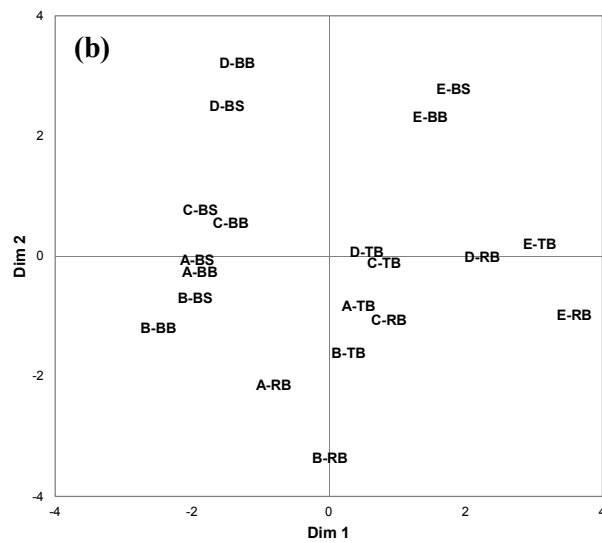 4
(b)
D-BB
E-BS
D-BS
E-BB
2
C-BS
C-BB
Dim 2
E-TB
D-TB
0
A-BS
C-TB
D-RB
A-BB
B-BS
A-TB
E-RB
C-RB
B-BB
B-TB
-2
A-RB
B-RB
-4
-4 -2 0 2 4
Dim 1